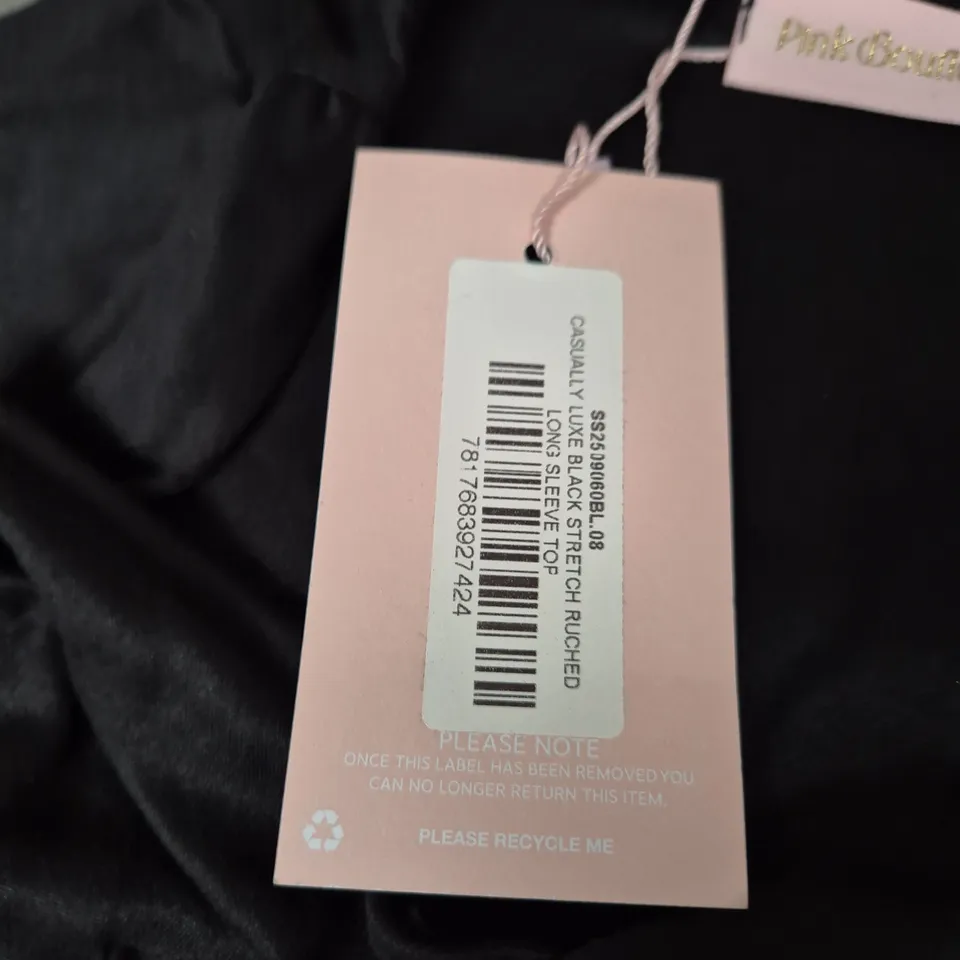 Pink
SS2509060BL.08
CASUALLY LUXE BLACK STRETCH RUCHED
LONG SLEEVE TOP
7817683927424
PLEASE NOTE
ONCE THIS LABEL HAS BEEN REMOVED YOU
CAN NO LONGER RETURN THIS ITEM.
PLEASE RECYCLE ME